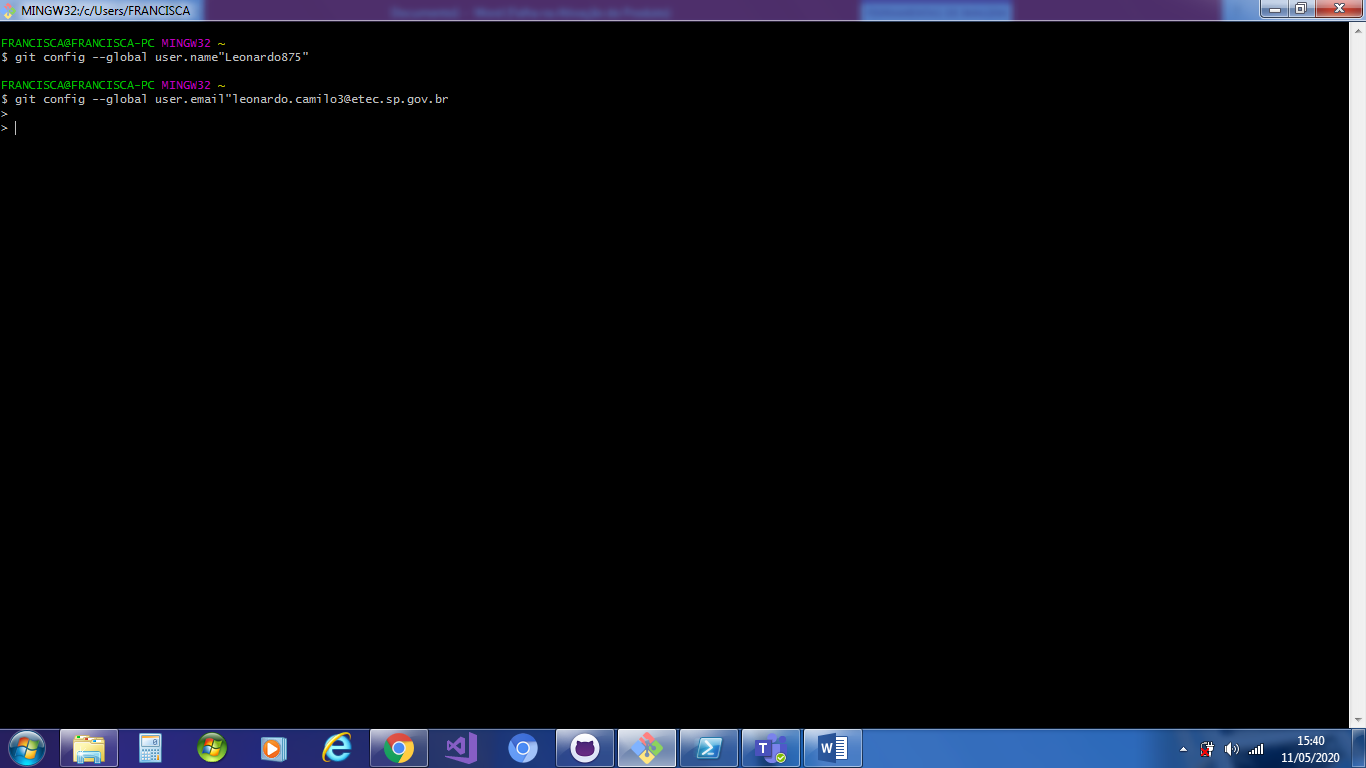 MINGW32:/c/Users/FRANCISCA
FRANCISCA@FRANCISCA-PC MINGW32 ~
$ git config --global user.name"Leonardo875"
FRANCISCA@FRANCISCA-PC MINGW32 ~
$ git config --global user.email"leonardo.camilo3@etec.sp.gov.br
>
>
15:40
11/05/2020